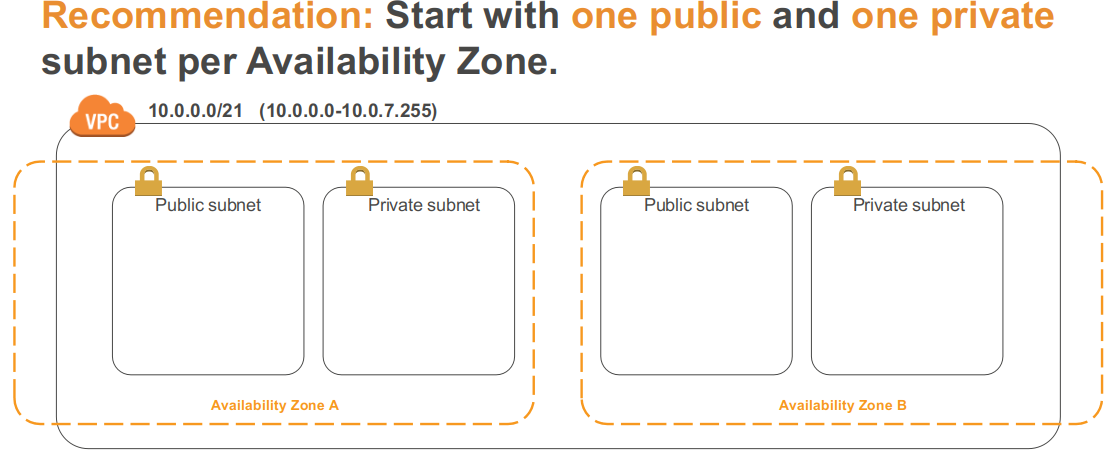 Recommendation: Start with one public and one private
subnet per Availability Zone.
VPC
10.0.0.0/21 (10.0.0.0-10.0.7.255)
Public subnet
Private subnet
Public subnet
Private subnet
Availability Zone A
Availability Zone B